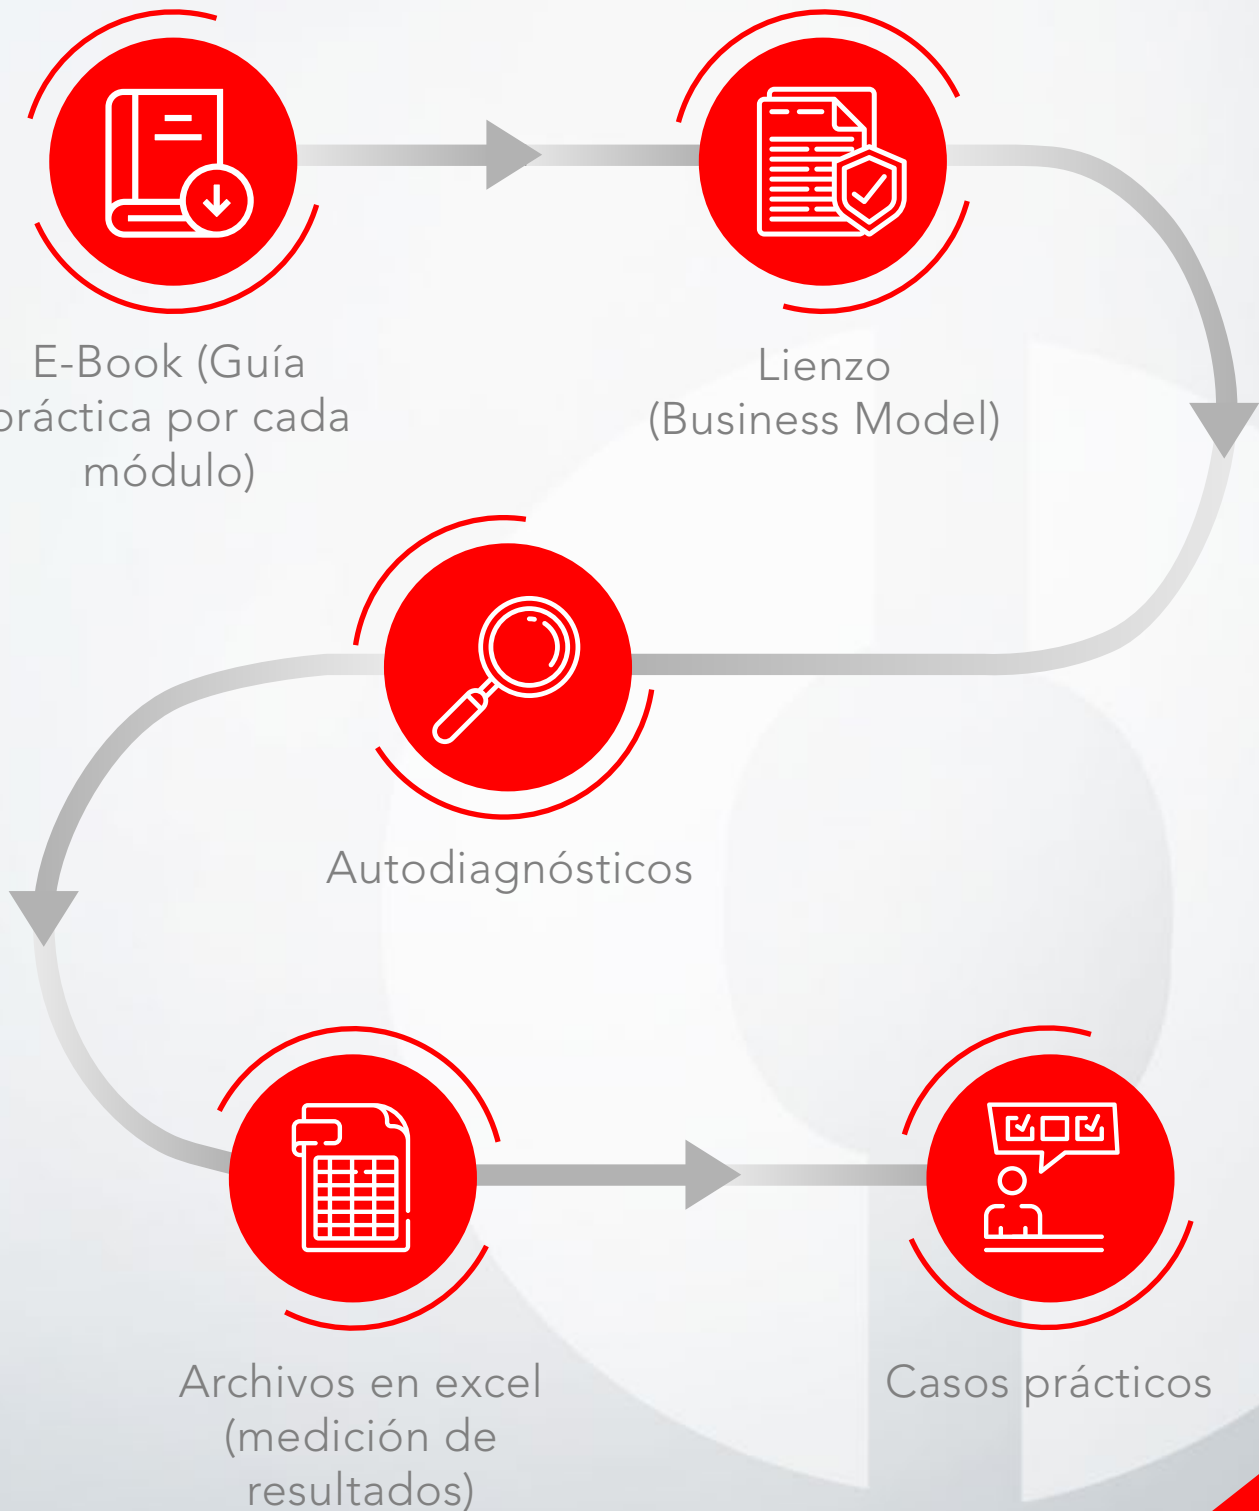 E-Book (Guía
práctica por cada
módulo)
Lienzo
(Business Model)
Autodiagnósticos
Archivos en excel
(medición de
resultados)
Casos prácticos